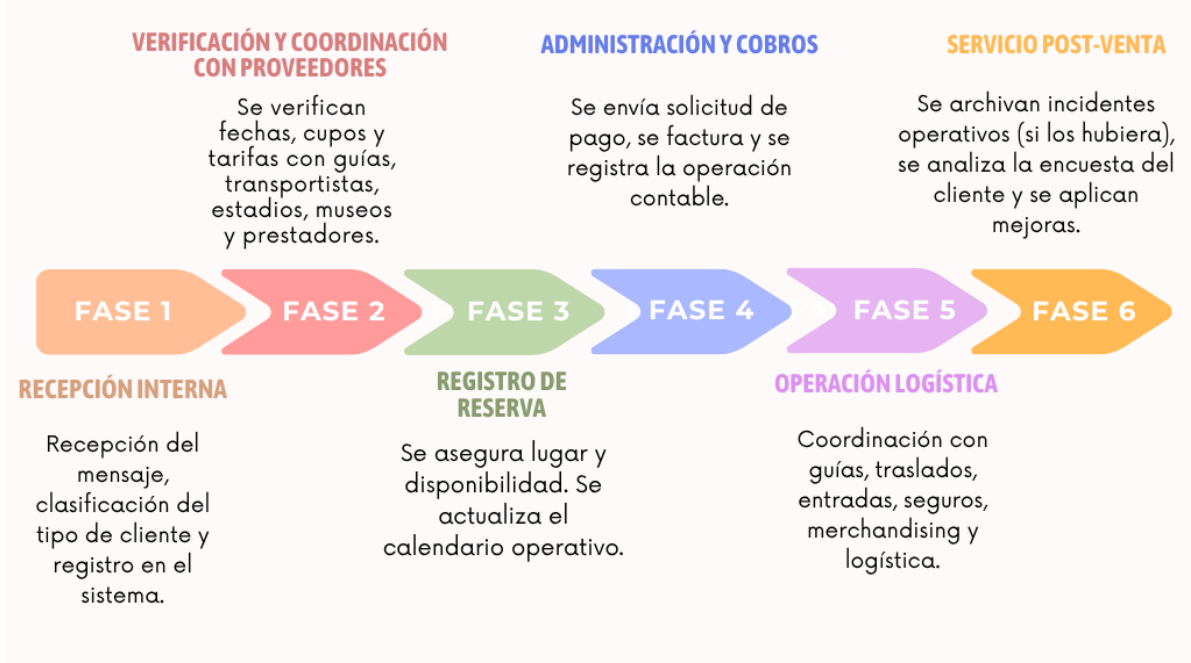 VERIFICACIÓN Y COORDINACIÓN
CON PROVEEDORES
Se verifican
fechas, cupos y
tarifas con guías,
transportistas,
estadios, museos
y prestadores.
ADMINISTRACIÓN Y COBROS
Se envía solicitud de
pago, se factura y se
registra la operación
contable.
SERVICIO POST-VENTA
Se archivan incidentes
operativos (si los hubiera),
se analiza la encuesta del
cliente y se aplican
mejoras.
FASE 1
FASE 2
FASE 3
FASE 4
FASE 5
FASE 6
RECEPCIÓN INTERNA
Recepción del
mensaje,
clasificación del
tipo de cliente y
registro en el
sistema.
REGISTRO DE
RESERVA
Se asegura lugar y
disponibilidad. Se
actualiza el
calendario operativo.
OPERACIÓN LOGÍSTICA
Coordinación con
guías, traslados,
entradas, seguros,
merchandising y
logística.